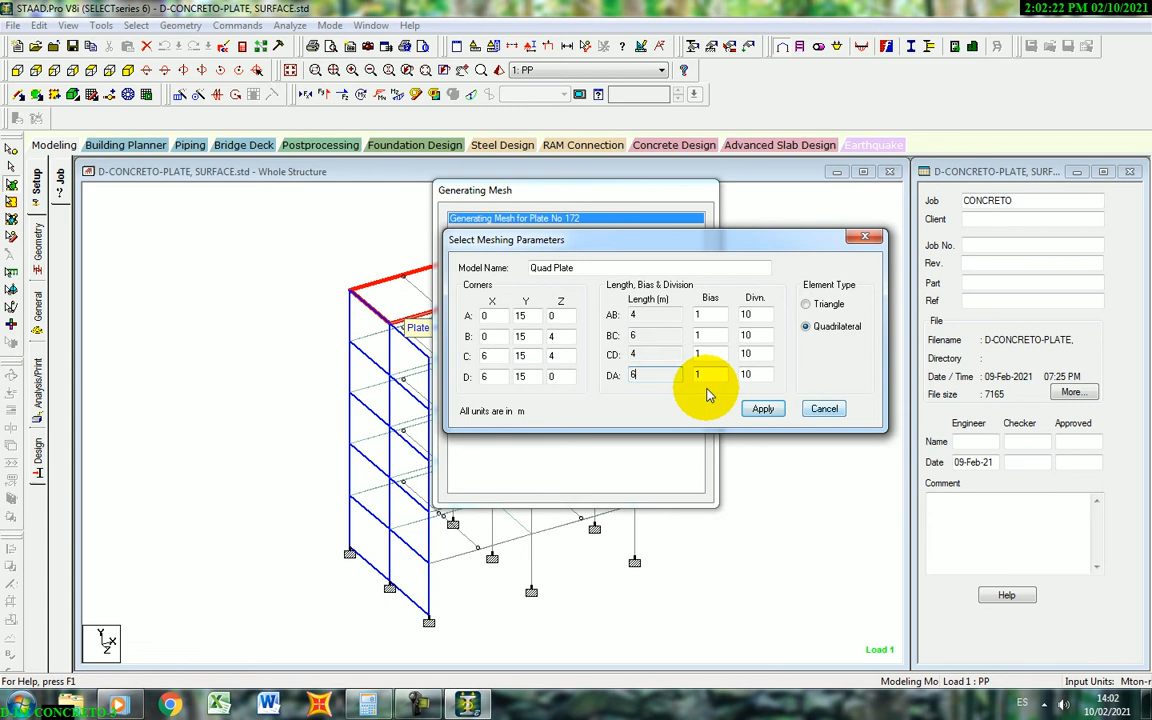 STAAD.Pro V8i (SELECTseries 6) - D-CONCRETO-PLATE, SURFACE.std
2:02:22 PM 02/10/2021
File Edit View Tools Select Geometry Commands Analyze Mode Window Help
1: PP
Modeling Building Planner Piping Bridge Deck Postprocessing Foundation Design Steel Design RAM Connection Concrete Design Advanced Slab Design Earthquake
D-CONCRETO-PLATE, SURFACE.std - Whole Structure
D-CONCRETO-PLATE, SURF...
Setup
Job
Geometry
General
Analysis/Print
Design
Generating Mesh
Generating Mesh for Plate No 172
Select Meshing Parameters
Model Name: Quad Plate
Corners
X Y Z
A: 0 15 0
B: 0 15 4
C: 6 15 4
D: 6 15 0
All units are in m
Length, Bias & Division
Length (m) Bias Divn.
AB: 4 1 10
BC: 6 1 10
CD: 4 1 10
DA: 6 1 10
Element Type
Triangle
Quadrilateral
Apply Cancel
Plate
Y
X
Z
Load 1
Job CONCRETO
Client
Job No.
Rev.
Part
Ref
File
Filename : D-CONCRETO-PLATE,
Directory :
Date / Time : 09-Feb-2021 07:25 PM
File size : 7165 More...
Engineer Checker Approved
Name
Date 09-Feb-21
Comment
Help
For Help, press F1
Modeling Mo Load 1 : PP Input Units: Mton-
ES
14:02
10/02/2021